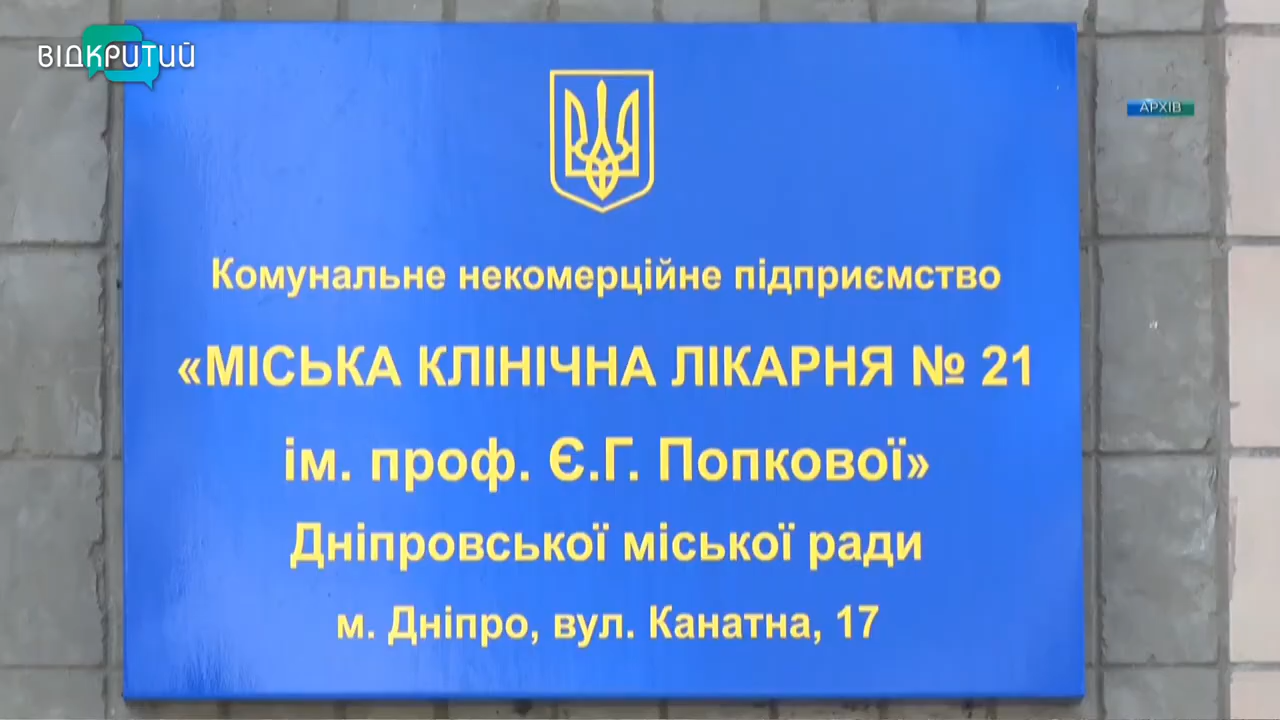 ВІДКРИТИЙ
АРХІВ
Комунальне некомерційне підприємство
«МІСЬКА КЛІНІЧНА ЛІКАРНЯ № 21
ім. проф. Є.Г. Попкової»
Дніпровської міської ради
м. Дніпро, вул. Канатна, 17